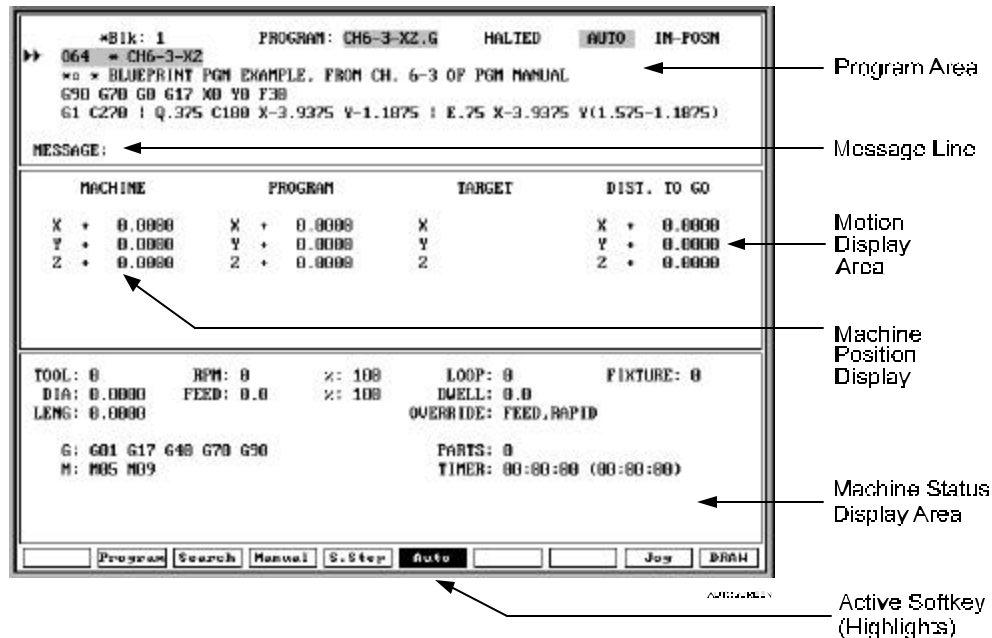 *Blk: 1 PROGRAM: CH6-3-XZ.G HALTED AUTO IN-POSN
O64 * CH6-3-XZ
*¤ * BLUEPRINT PGM EXAMPLE, FROM CH. 6-3 OF PGM MANUAL
G90 G70 G0 G17 X0 Y0 F30
G1 C270 | Q.375 C180 X-3.9375 Y-1.1875 | E.75 X-3.9375 Y(1.575-1.1875)
MESSAGE:
Program Area
Message Line
MACHINE PROGRAM TARGET DIST. TO GO
X + 0.0000 X + 0.0000 X X + 0.0000
Y + 0.0000 Y + 0.0000 Y Y + 0.0000
Z + 0.0000 Z + 0.0000 Z Z + 0.0000
Motion
Display
Area
Machine
Position
Display
TOOL: 0 RPM: 0 %: 100 LOOP: 0 FIXTURE: 0
DIA: 0.0000 FEED: 0.0 %: 100 DWELL: 0.0
LENG: 0.0000 OVERRIDE: FEED,RAPID
G: G01 G17 G40 G70 G90 PARTS: 0
M: M05 M09 TIMER: 00:00:00 (00:00:00)
Machine Status
Display Area
Program Search Manual S.Step Auto Jog DRAW
AUTOSCREEN
Active Softkey
(Highlights)